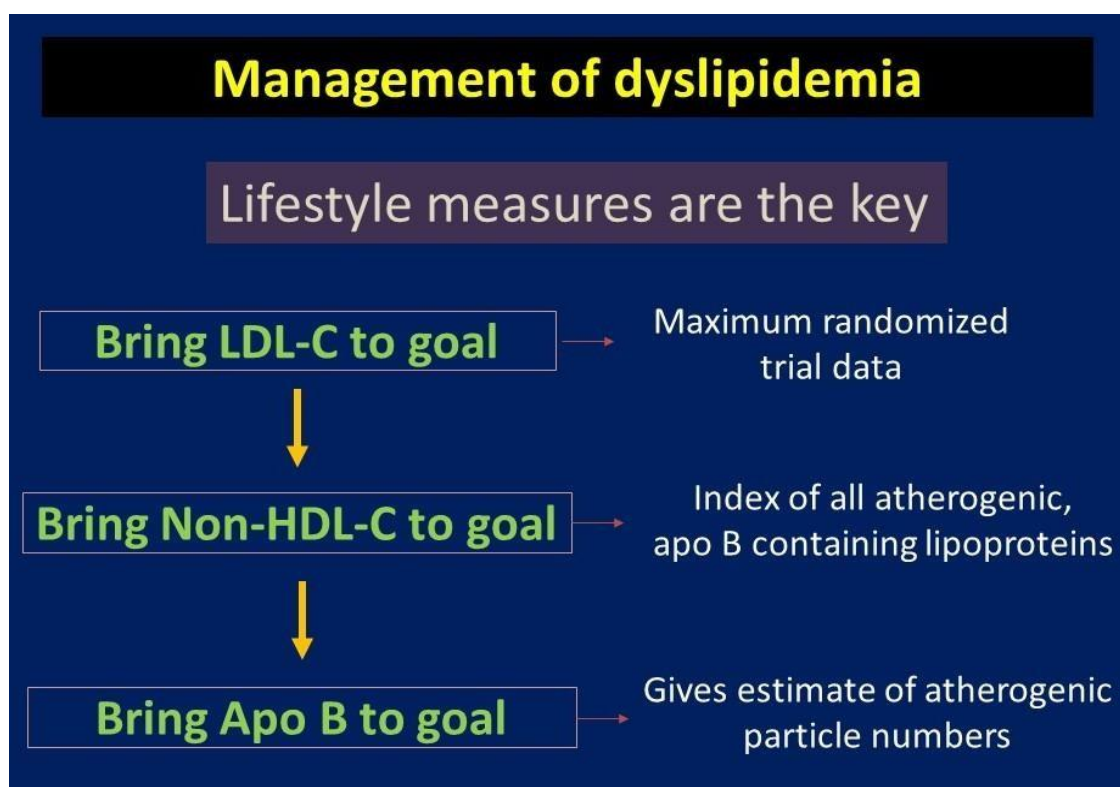 Management of dyslipidemia
Lifestyle measures are the key
Bring LDL-C to goal
Maximum randomized
trial data
Bring Non-HDL-C to goal
Index of all atherogenic,
apo B containing lipoproteins
Bring Apo B to goal
Gives estimate of atherogenic
particle numbers